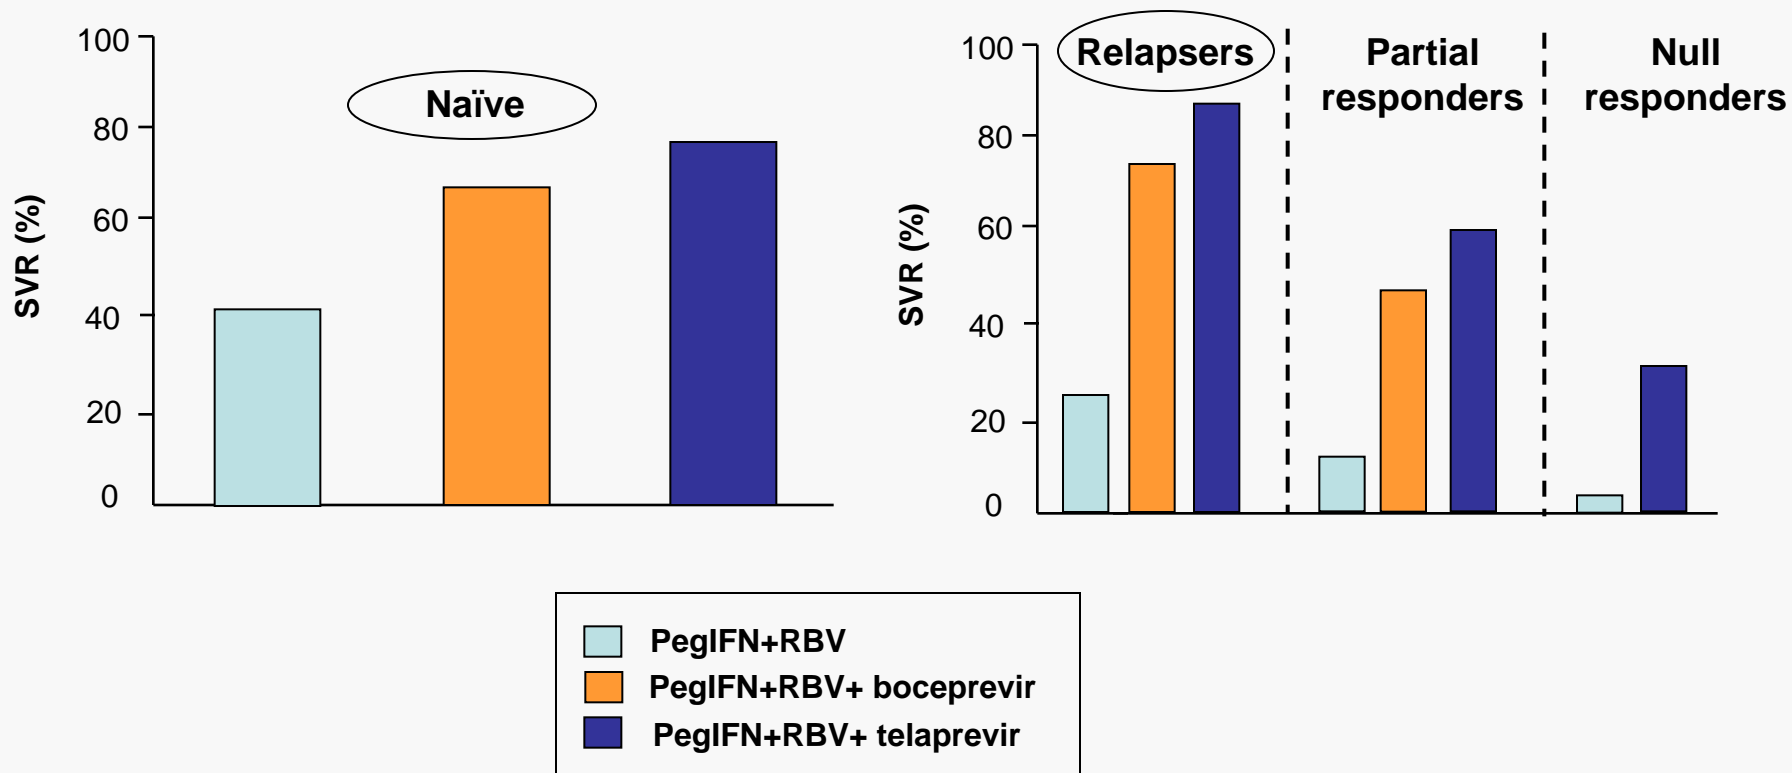 100
80
60
40
20
0
SVR (%)
Naïve
100
80
60
40
20
0
SVR (%)
Relapsers
Partial
responders
Null
responders
PegIFN+RBV
PegIFN+RBV+ boceprevir
PegIFN+RBV+ telaprevir